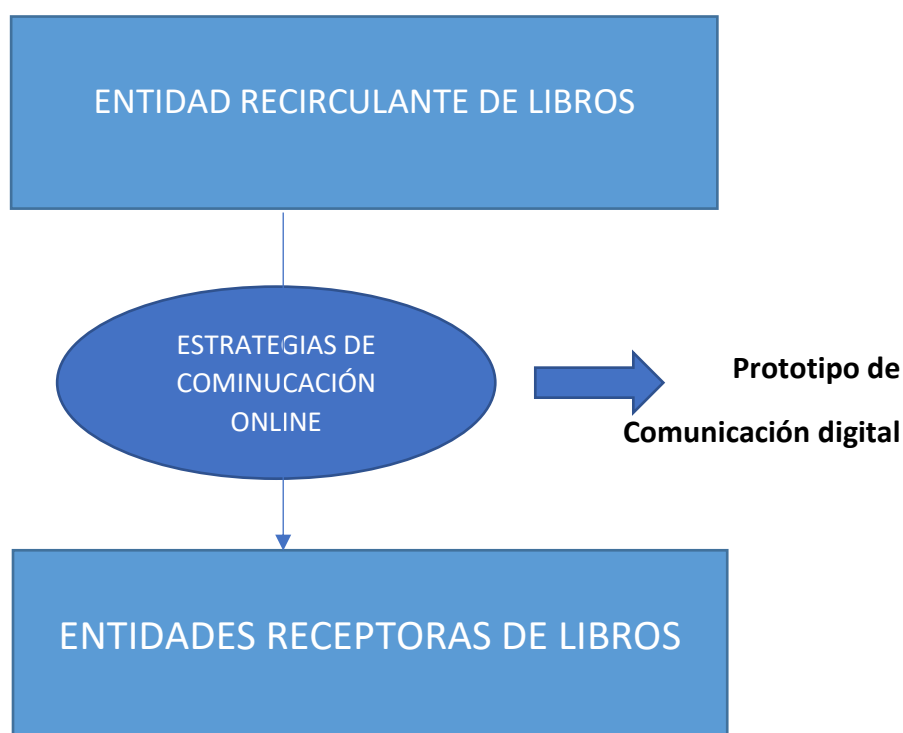 ENTIDAD RECIRCULANTE DE LIBROS
ESTRATEGIAS DE
COMINUCACIÓN
ONLINE
Prototipo de
Comunicación digital
ENTIDADES RECEPTORAS DE LIBROS